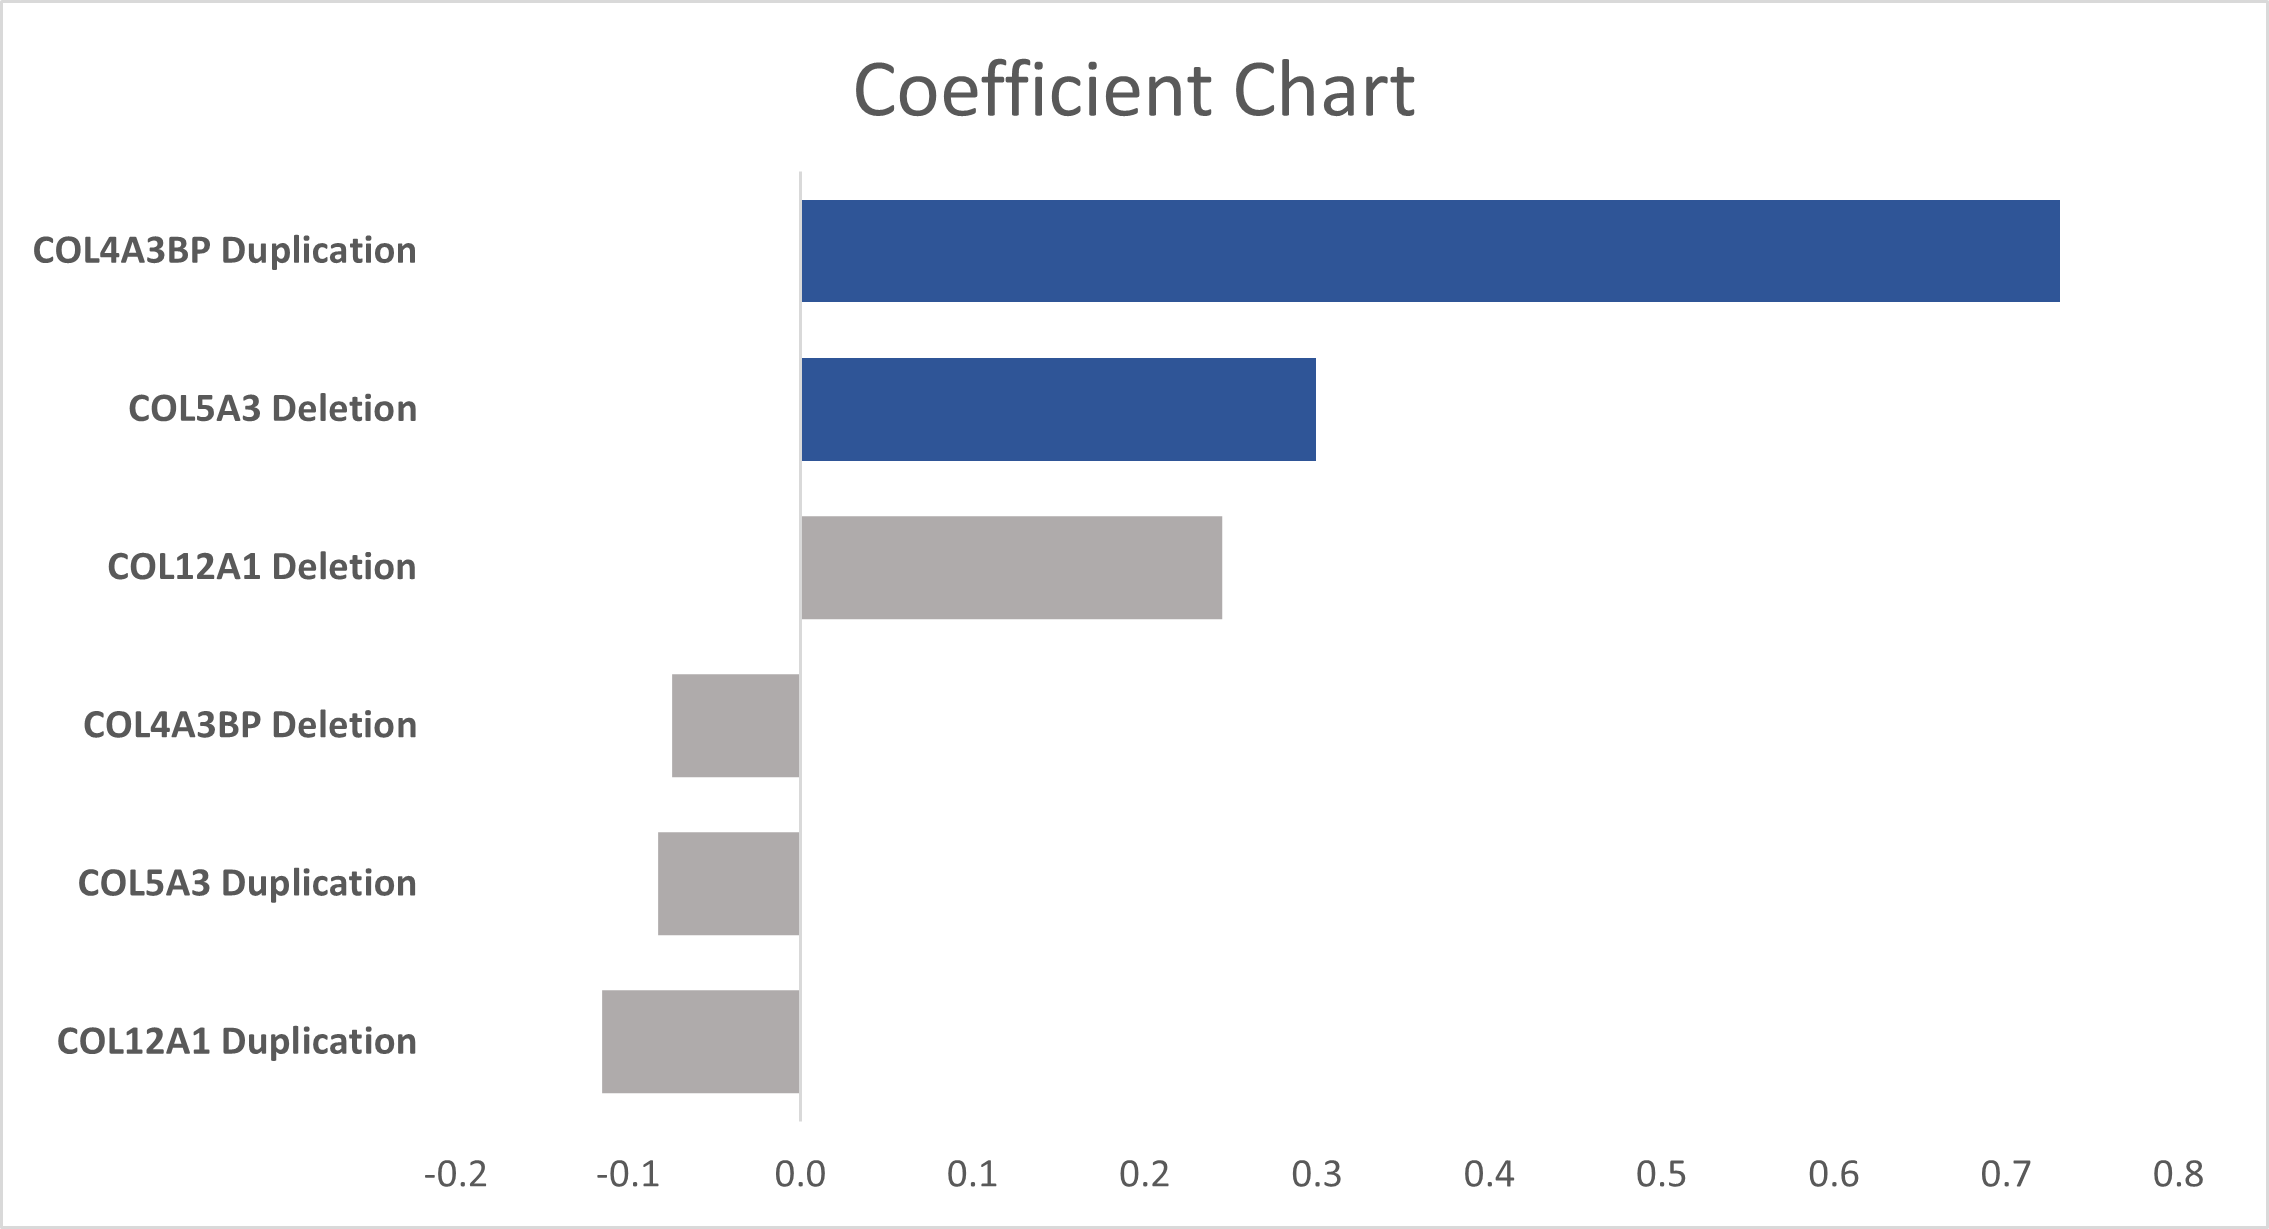 Coefficient Chart
COL4A3BP Duplication
COL5A3 Deletion
COL12A1 Deletion
COL4A3BP Deletion
COL5A3 Duplication
COL12A1 Duplication
-0.2 -0.1 0.0 0.1 0.2 0.3 0.4 0.5 0.6 0.7 0.8